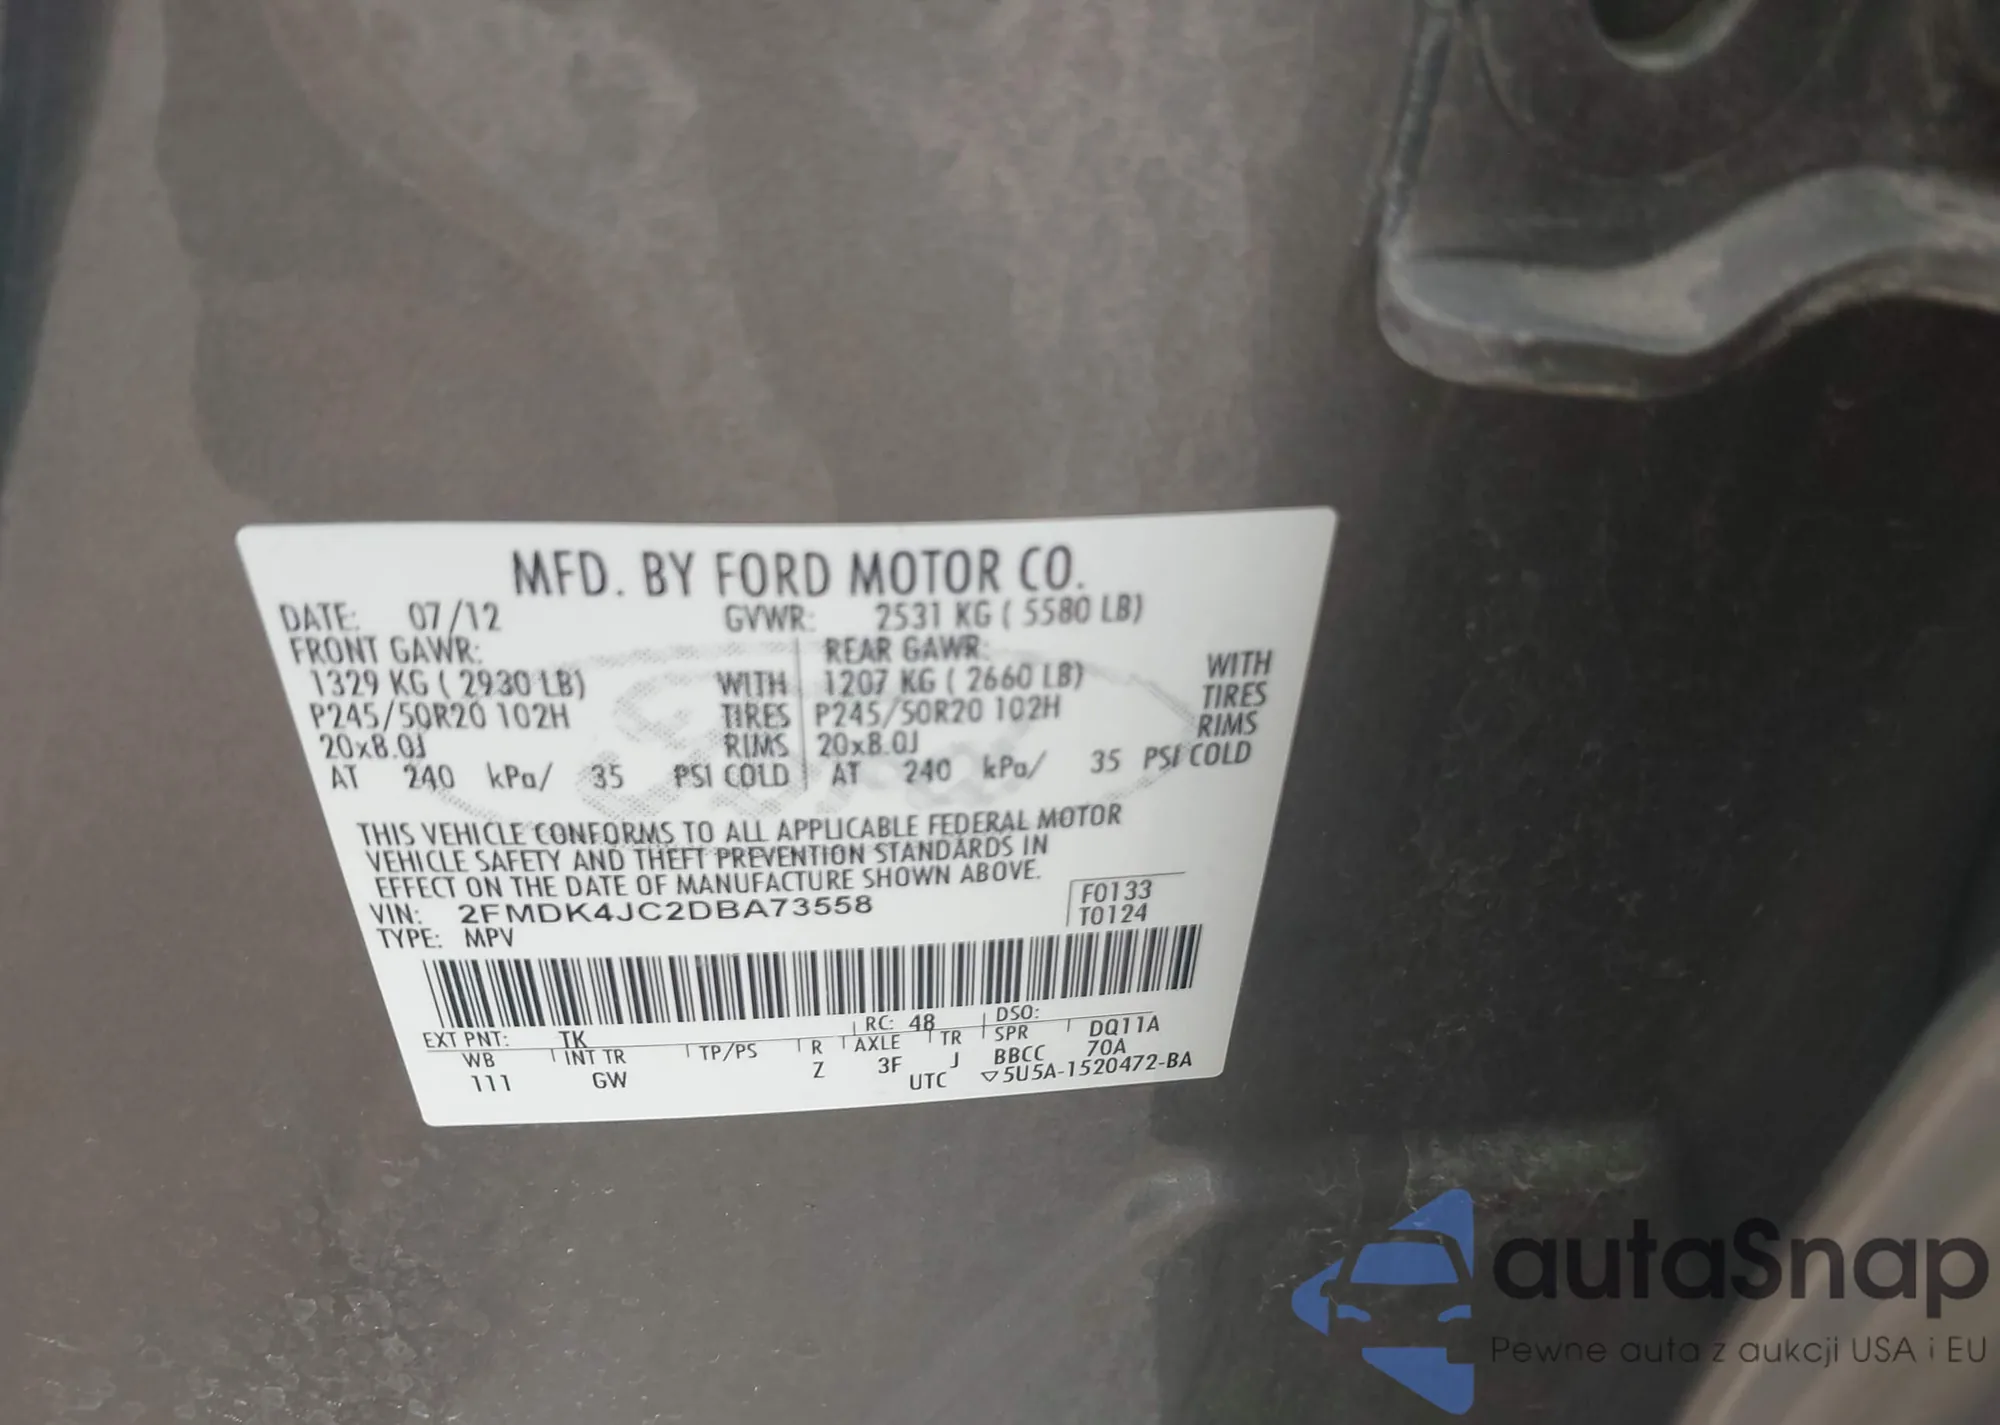 MFD. BY FORD MOTOR CO.
DATE: 07/12 GVWR: 2531 KG ( 5580 LB)
FRONT GAWR: REAR GAWR:
1329 KG ( 2930 LB) WITH 1207 KG ( 2660 LB) WITH
P245/50R20 102H TIRES P245/50R20 102H TIRES
20x8.0J RIMS 20x8.0J RIMS
AT 240 kPa/ 35 PSI COLD AT 240 kPa/ 35 PSI COLD
THIS VEHICLE CONFORMS TO ALL APPLICABLE FEDERAL MOTOR
VEHICLE SAFETY AND THEFT PREVENTION STANDARDS IN
EFFECT ON THE DATE OF MANUFACTURE SHOWN ABOVE.
VIN: 2FMDK4JC2DBA73558 F0133
TYPE: MPV T0124
EXT PNT: TK RC: 48 DSO:
WB INT TR TP/PS R AXLE TR SPR DQ11A
111 GW Z 3F J BBCC 70A
UTC ▽5U5A-1520472-BA
autaSnap
Pewne auta z aukcji USA i EU